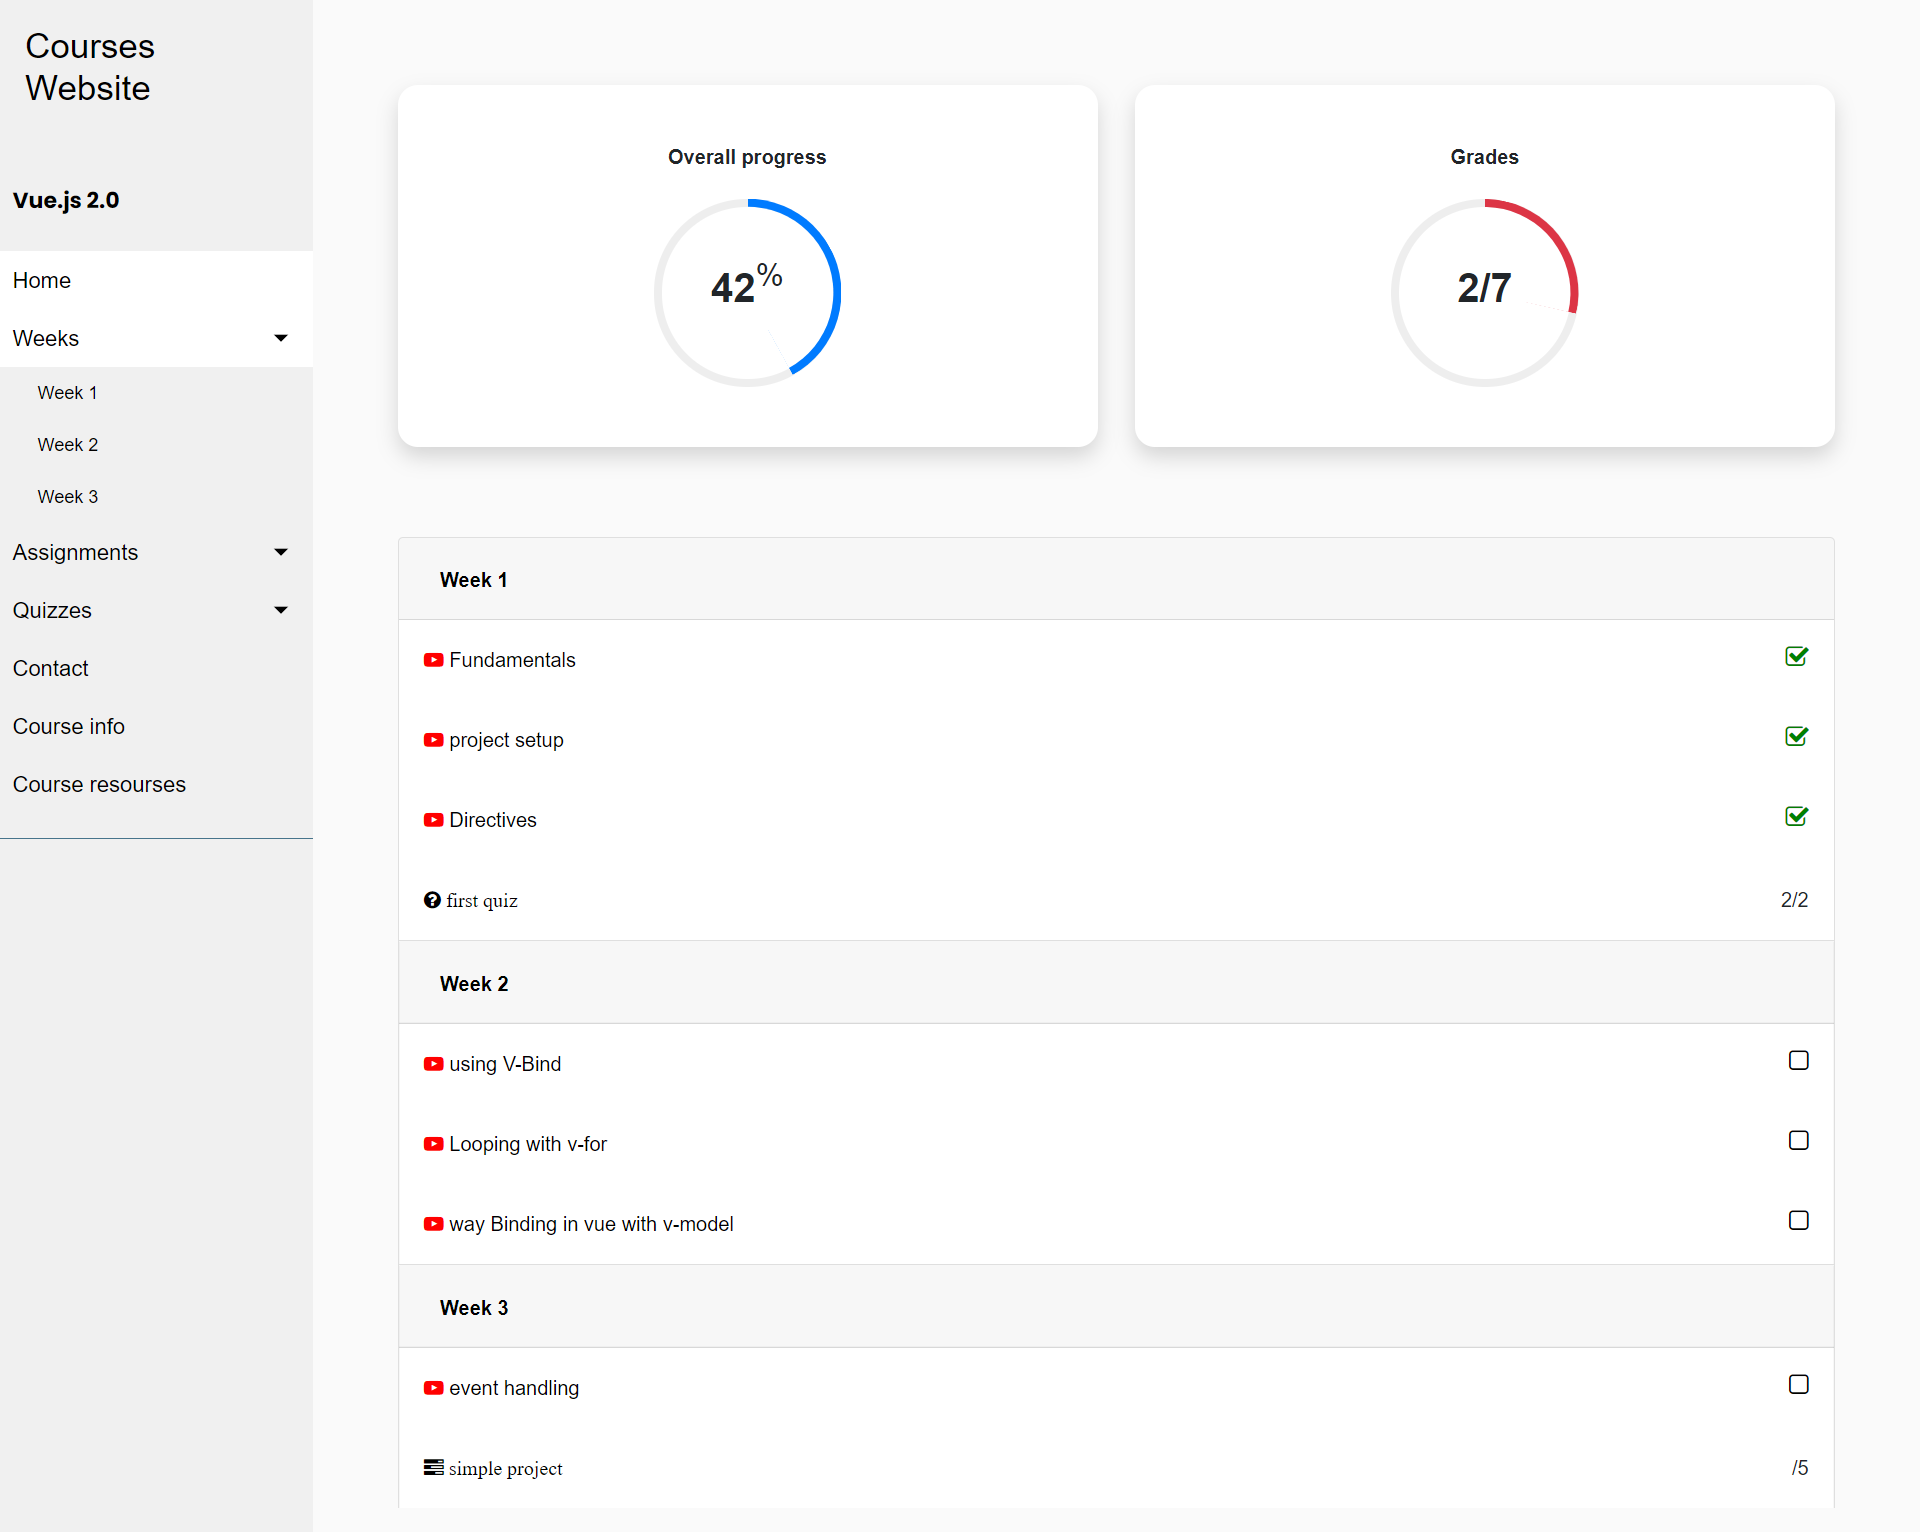 Courses
Website
Vue.js 2.0
Home
Weeks
Week 1
Week 2
Week 3
Assignments
Quizzes
Contact
Course info
Course resourses
Overall progress
42%
Grades
2/7
Week 1
Fundamentals
project setup
Directives
first quiz 2/2
Week 2
using V-Bind
Looping with v-for
way Binding in vue with v-model
Week 3
event handling
simple project /5